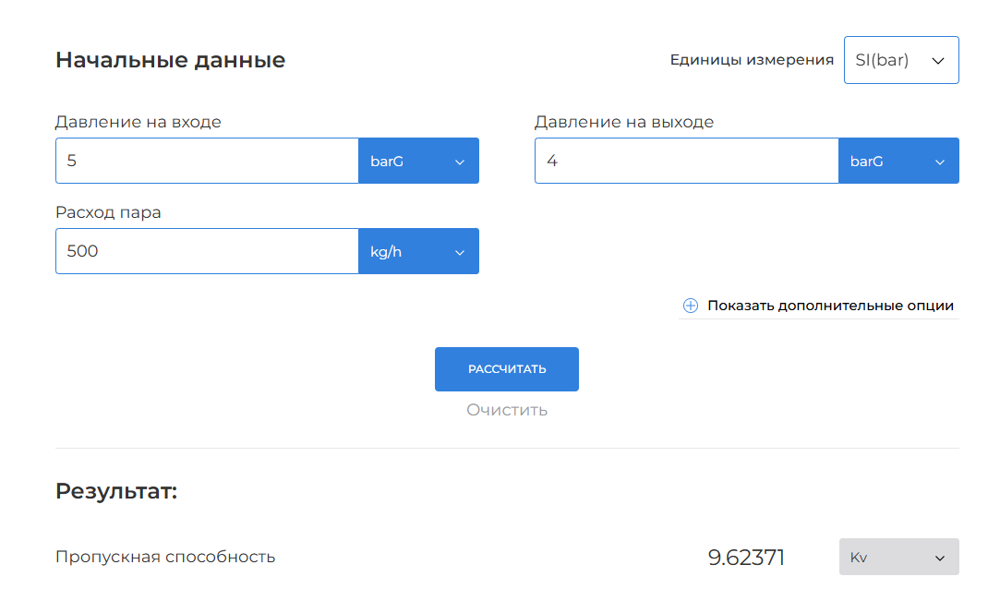 Начальные данные
Единицы измерения SI(bar)
Давление на входе
Давление на выходе
5 barG
4 barG
Расход пара
500 kg/h
Показать дополнительные опции
РАССЧИТАТЬ
Очистить
Результат:
Пропускная способность 9.62371 Kv